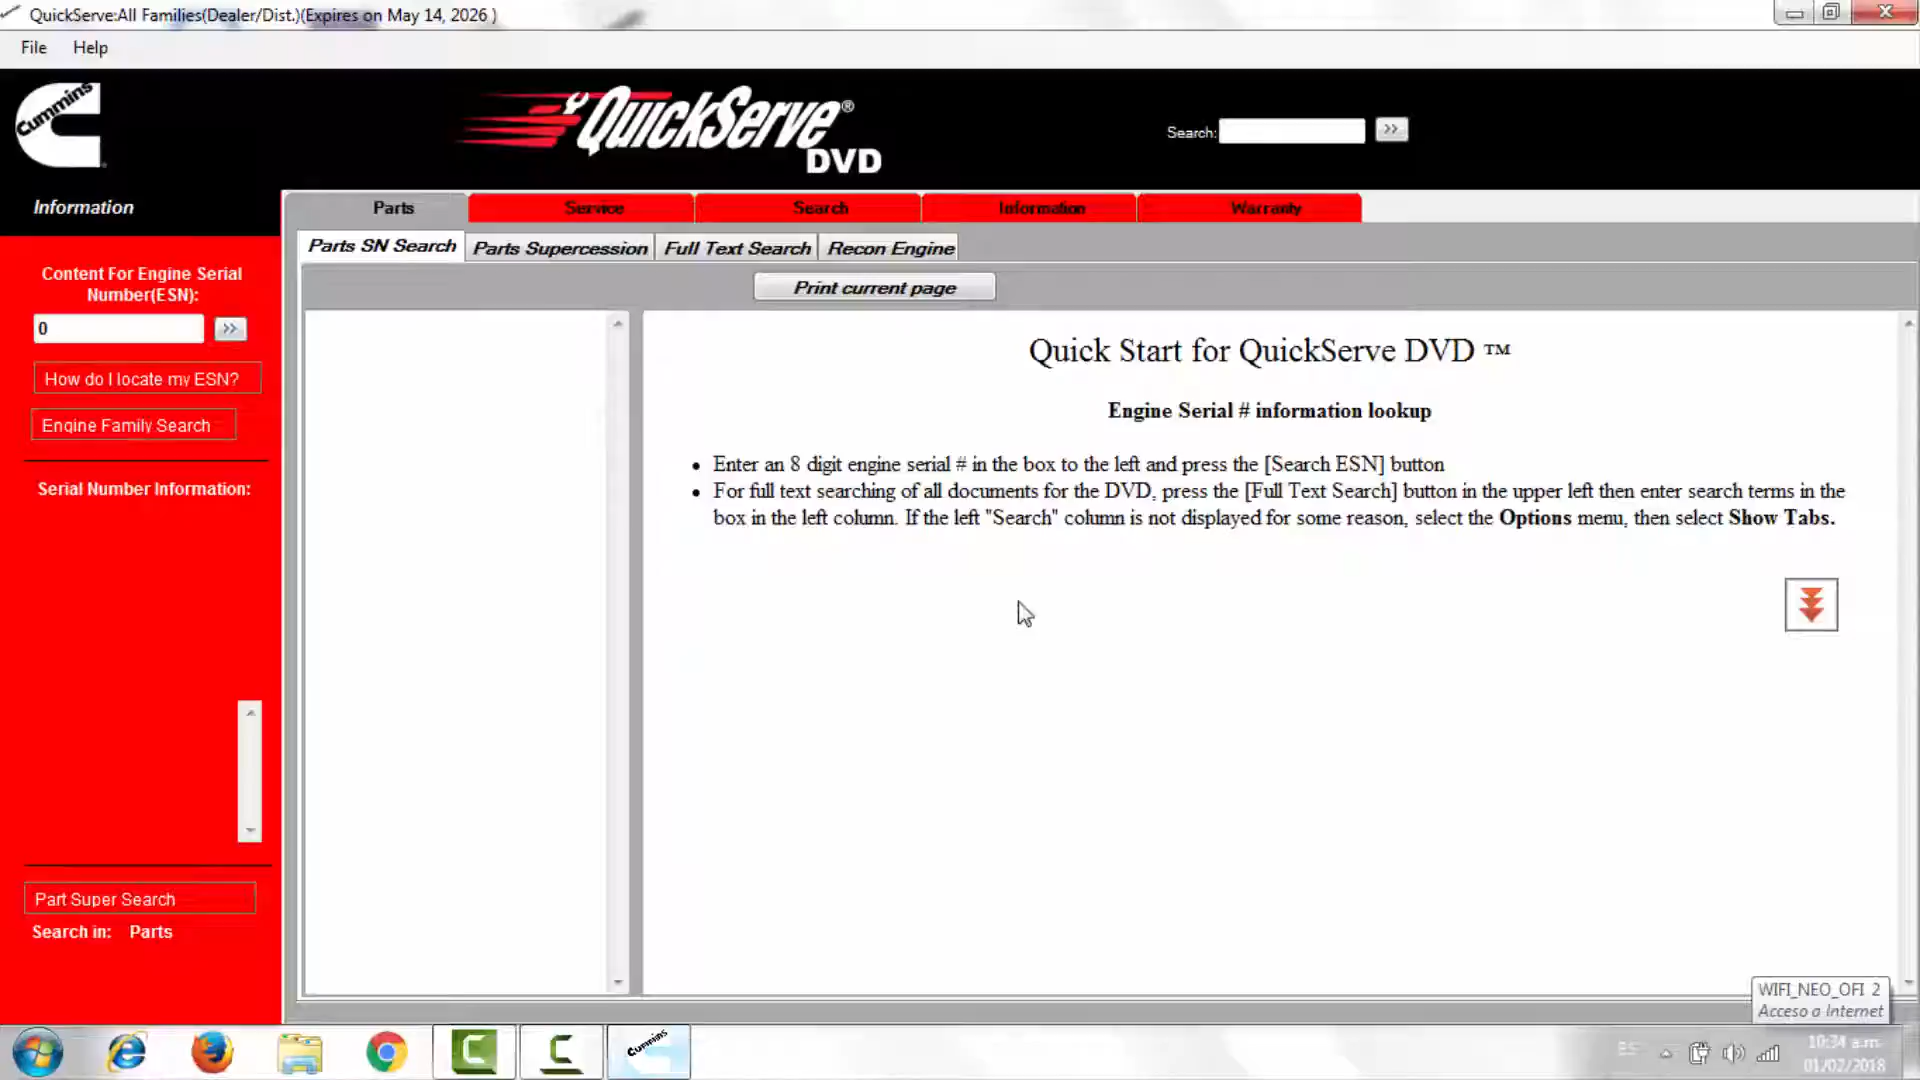 QuickServe:All Families(Dealer/Dist.)(Expires on May 14, 2026 )
File Help
Cummins
QuickServe®
DVD
Search: >>
Information
Parts Service Search Information Warranty
Parts SN Search Parts Supercession Full Text Search Recon Engine
Print current page
Content For Engine Serial
Number(ESN):
0 >>
How do I locate my ESN?
Engine Family Search
Serial Number Information:
Part Super Search
Search in: Parts
Quick Start for QuickServe DVD ™
Engine Serial # information lookup
• Enter an 8 digit engine serial # in the box to the left and press the [Search ESN] button
• For full text searching of all documents for the DVD, press the [Full Text Search] button in the upper left then enter search terms in the
box in the left column. If the left "Search" column is not displayed for some reason, select the Options menu, then select Show Tabs.
WIFI_NEO_OFI 2
Acceso a Internet
Cummins
ES
10:34 a.m.
01/02/2018